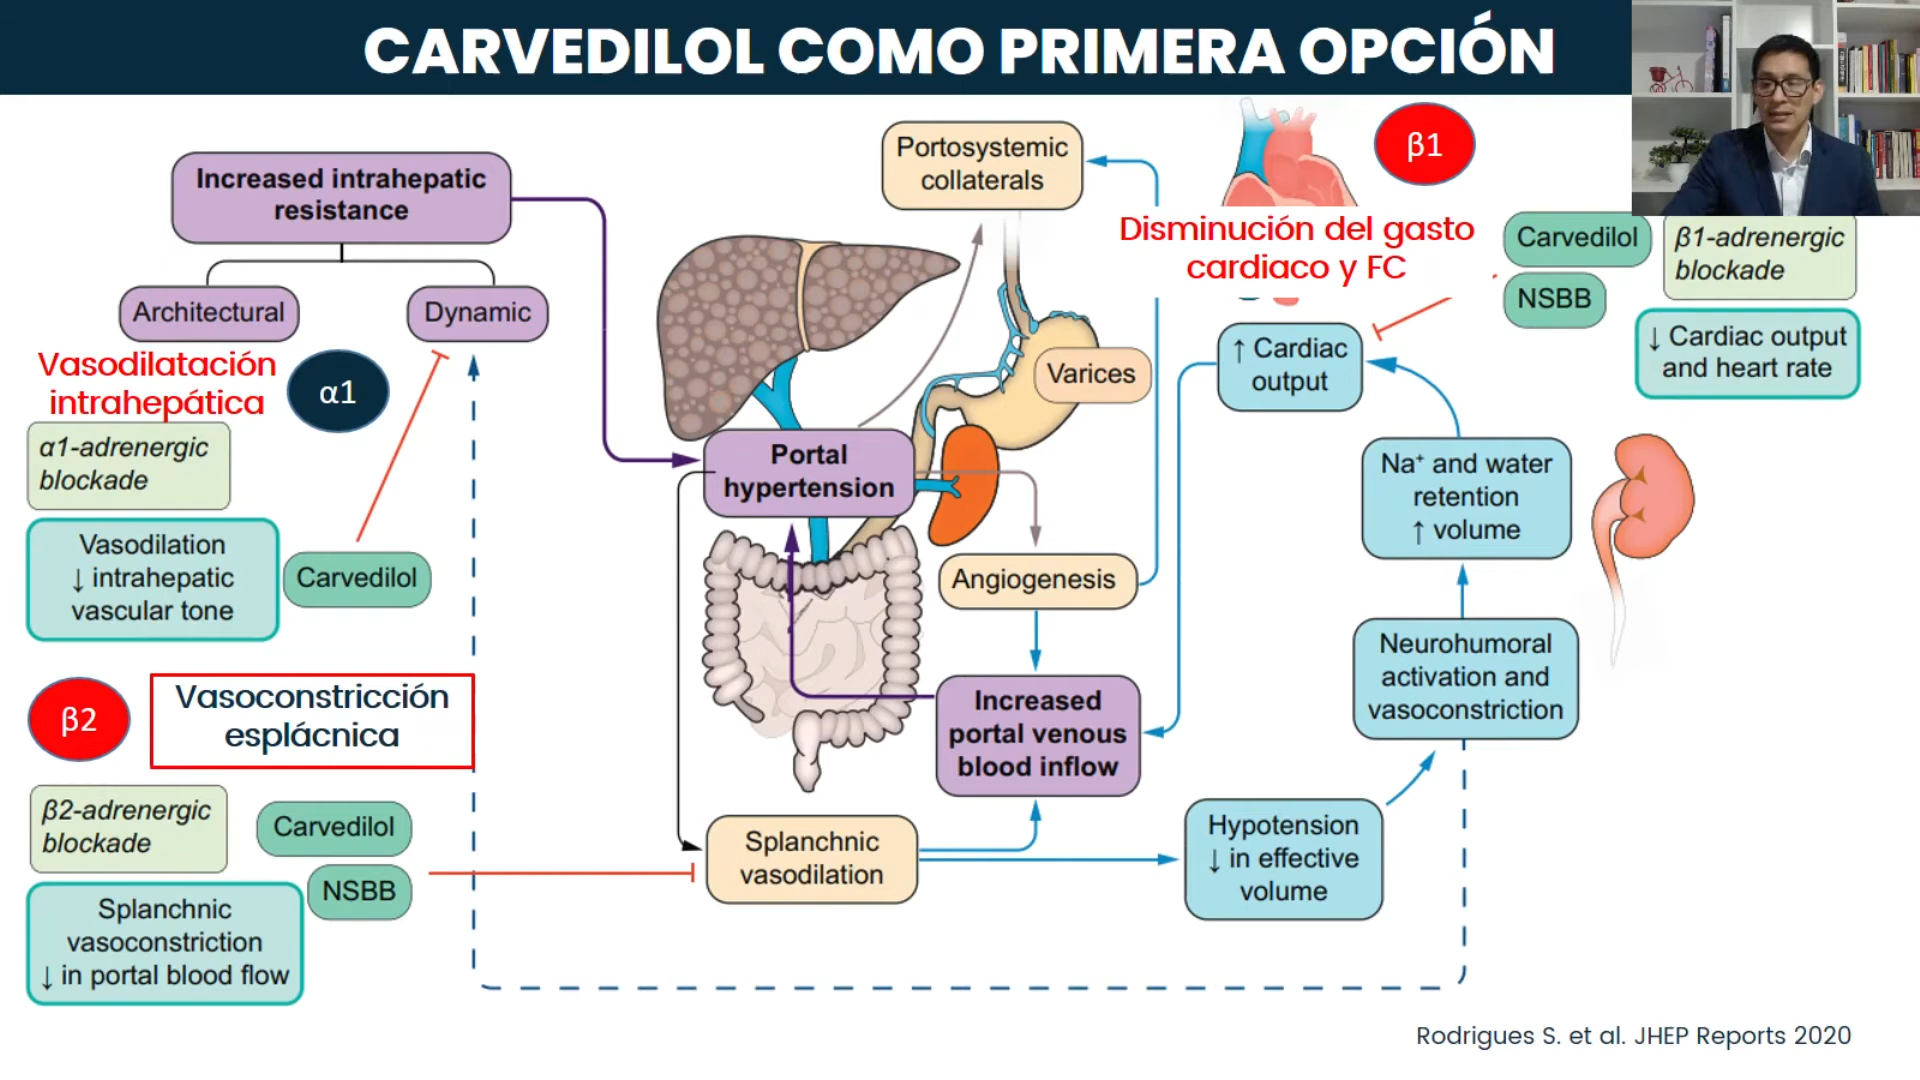 CARVEDILOL COMO PRIMERA OPCIÓN
Increased intrahepatic
resistance
Architectural
Dynamic
Vasodilatación
intrahepática
α1
α1-adrenergic
blockade
Vasodilation
↓ intrahepatic
vascular tone
Carvedilol
β2
Vasoconstricción
esplácnica
β2-adrenergic
blockade
Carvedilol
NSBB
Splanchnic
vasoconstriction
↓ in portal blood flow
Portosystemic
collaterals
Varices
Portal
hypertension
Angiogenesis
Increased
portal venous
blood inflow
Splanchnic
vasodilation
β1
Disminución del gasto
cardiaco y FC
Carvedilol
NSBB
β1-adrenergic
blockade
↓ Cardiac output
and heart rate
↑ Cardiac
output
Na⁺ and water
retention
↑ volume
Neurohumoral
activation and
vasoconstriction
Hypotension
↓ in effective
volume
Rodrigues S. et al. JHEP Reports 2020